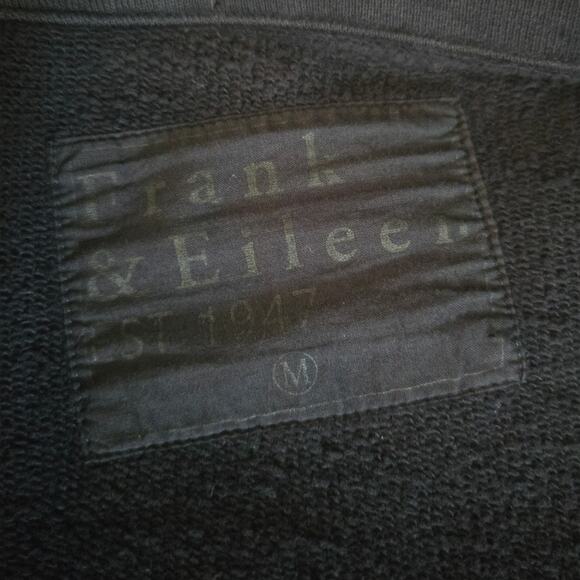 Frank
& Eileen
EST 1947
M